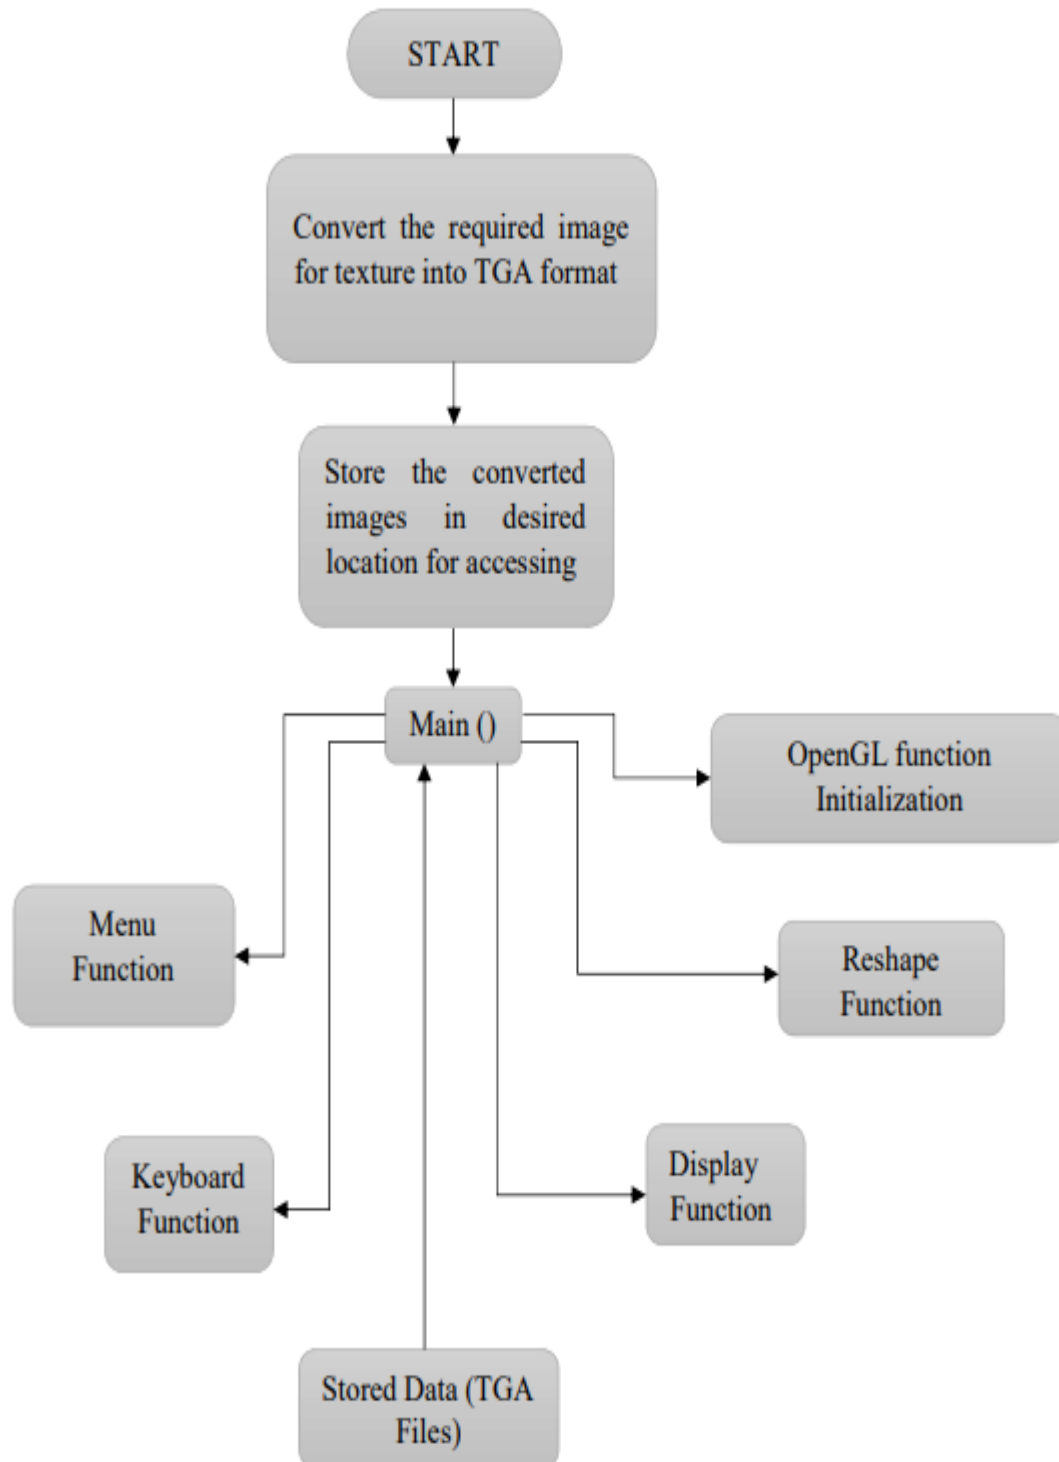 START
Convert the required image
for texture into TGA format
Store the converted
images in desired
location for accessing
Main ()
OpenGL function
Initialization
Menu
Function
Reshape
Function
Keyboard
Function
Display
Function
Stored Data (TGA
Files)